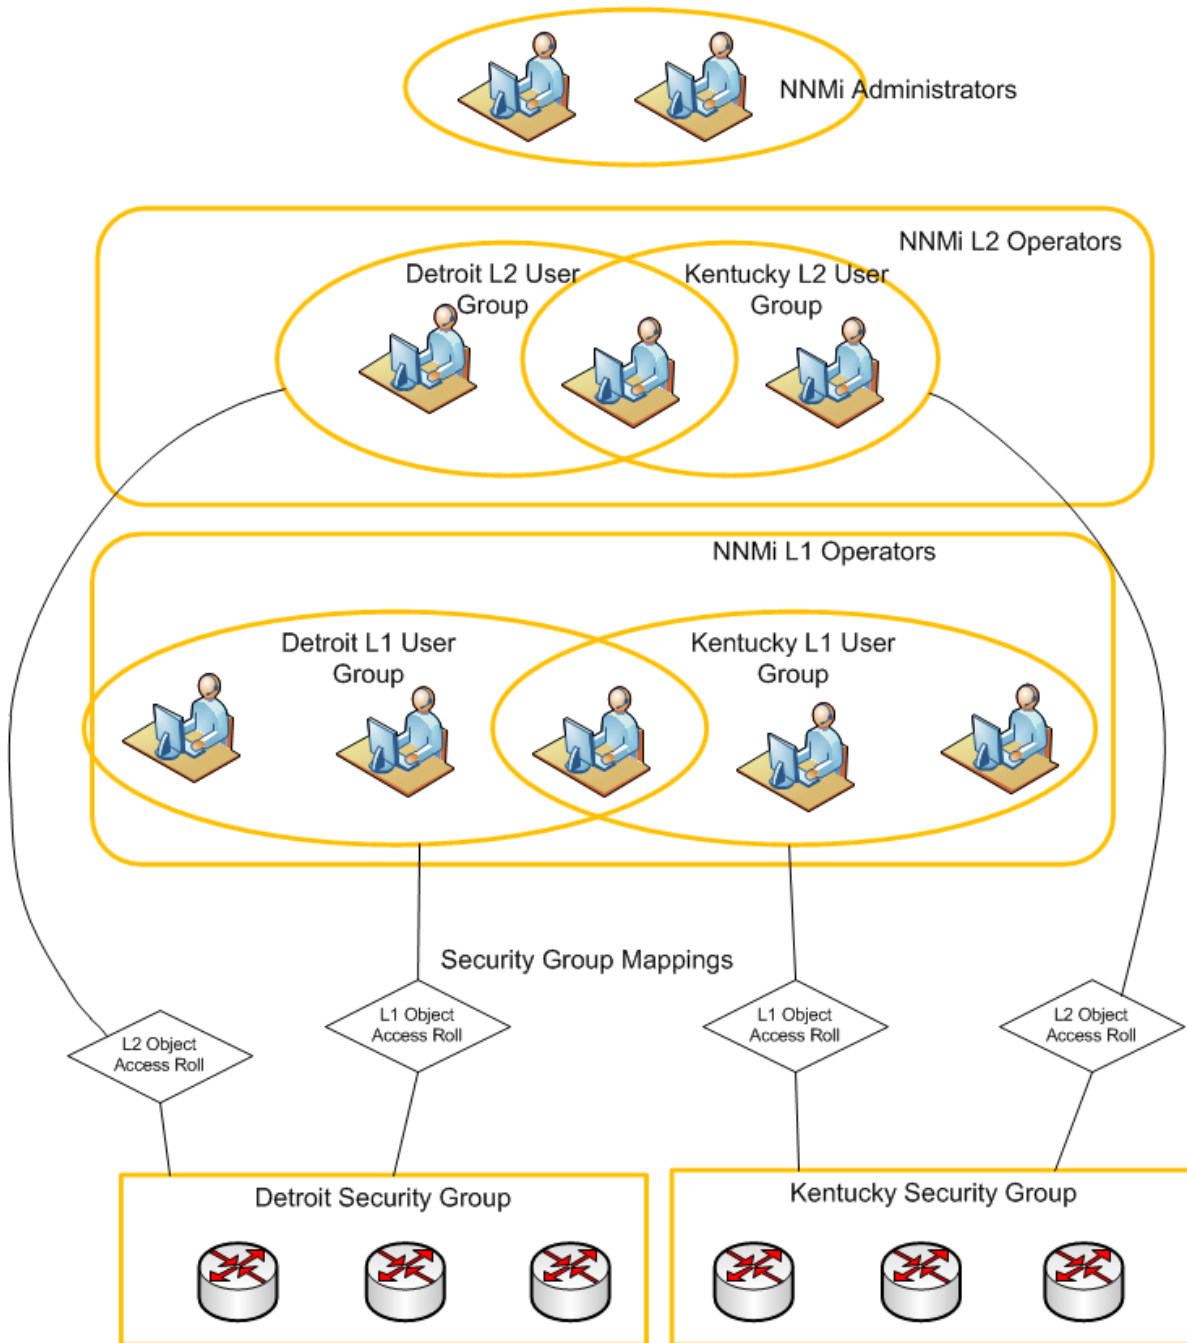 NNMi Administrators
NNMi L2 Operators
Detroit L2 User
Group
Kentucky L2 User
Group
NNMi L1 Operators
Detroit L1 User
Group
Kentucky L1 User
Group
Security Group Mappings
L2 Object
Access Roll
L1 Object
Access Roll
L1 Object
Access Roll
L2 Object
Access Roll
Detroit Security Group
Kentucky Security Group